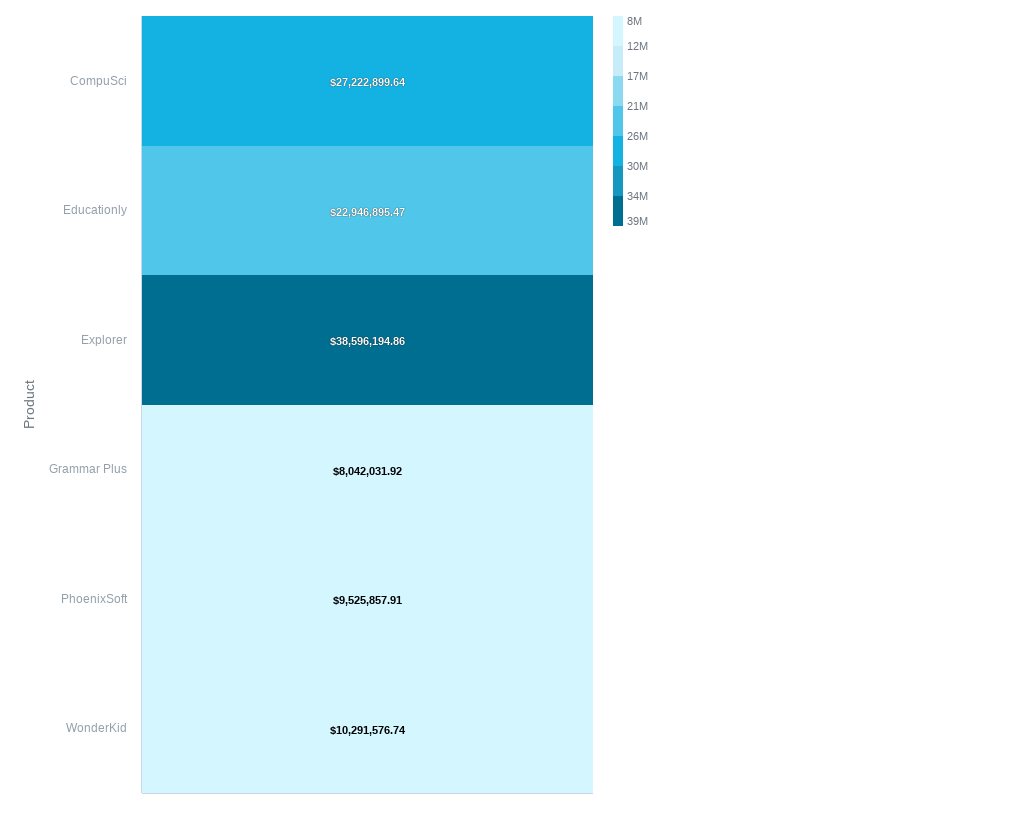 Product
CompuSci
$27,222,899.64
Educationly
$22,946,895.47
Explorer
$38,596,194.86
Grammar Plus
$8,042,031.92
PhoenixSoft
$9,525,857.91
WonderKid
$10,291,576.74
8M
12M
17M
21M
26M
30M
34M
39M